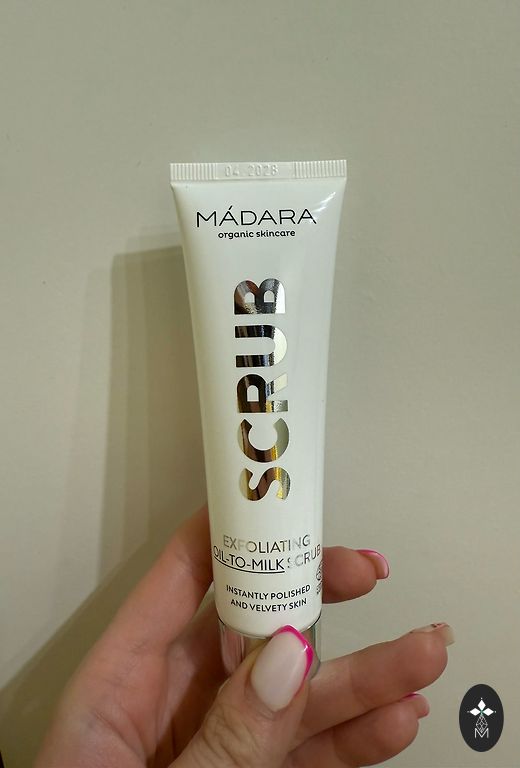 04 2028
MÁDARA
organic skincare
SCRUB
EXFOLIATING
OIL-TO-MILK SCRUB
INSTANTLY POLISHED
AND VELVETY SKIN